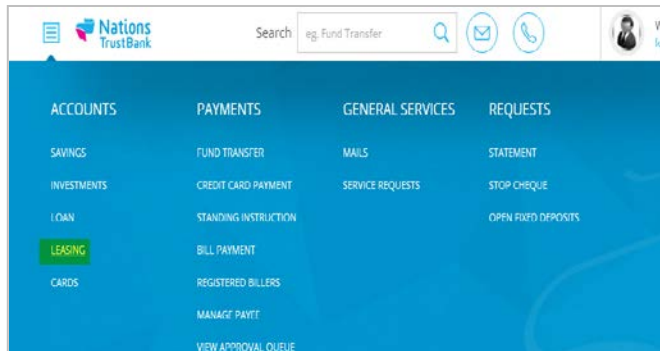 Nations
TrustBank
Search
eg. Fund Transfer
ACCOUNTS
SAVINGS
INVESTMENTS
LOAN
LEASING
CARDS
PAYMENTS
FUND TRANSFER
CREDIT CARD PAYMENT
STANDING INSTRUCTION
BILL PAYMENT
REGISTERED BILLERS
MANAGE PAYEE
VIEW APPROVAL QUEUE
GENERAL SERVICES
MAILS
SERVICE REQUESTS
REQUESTS
STATEMENT
STOP CHEQUE
OPEN FIXED DEPOSITS